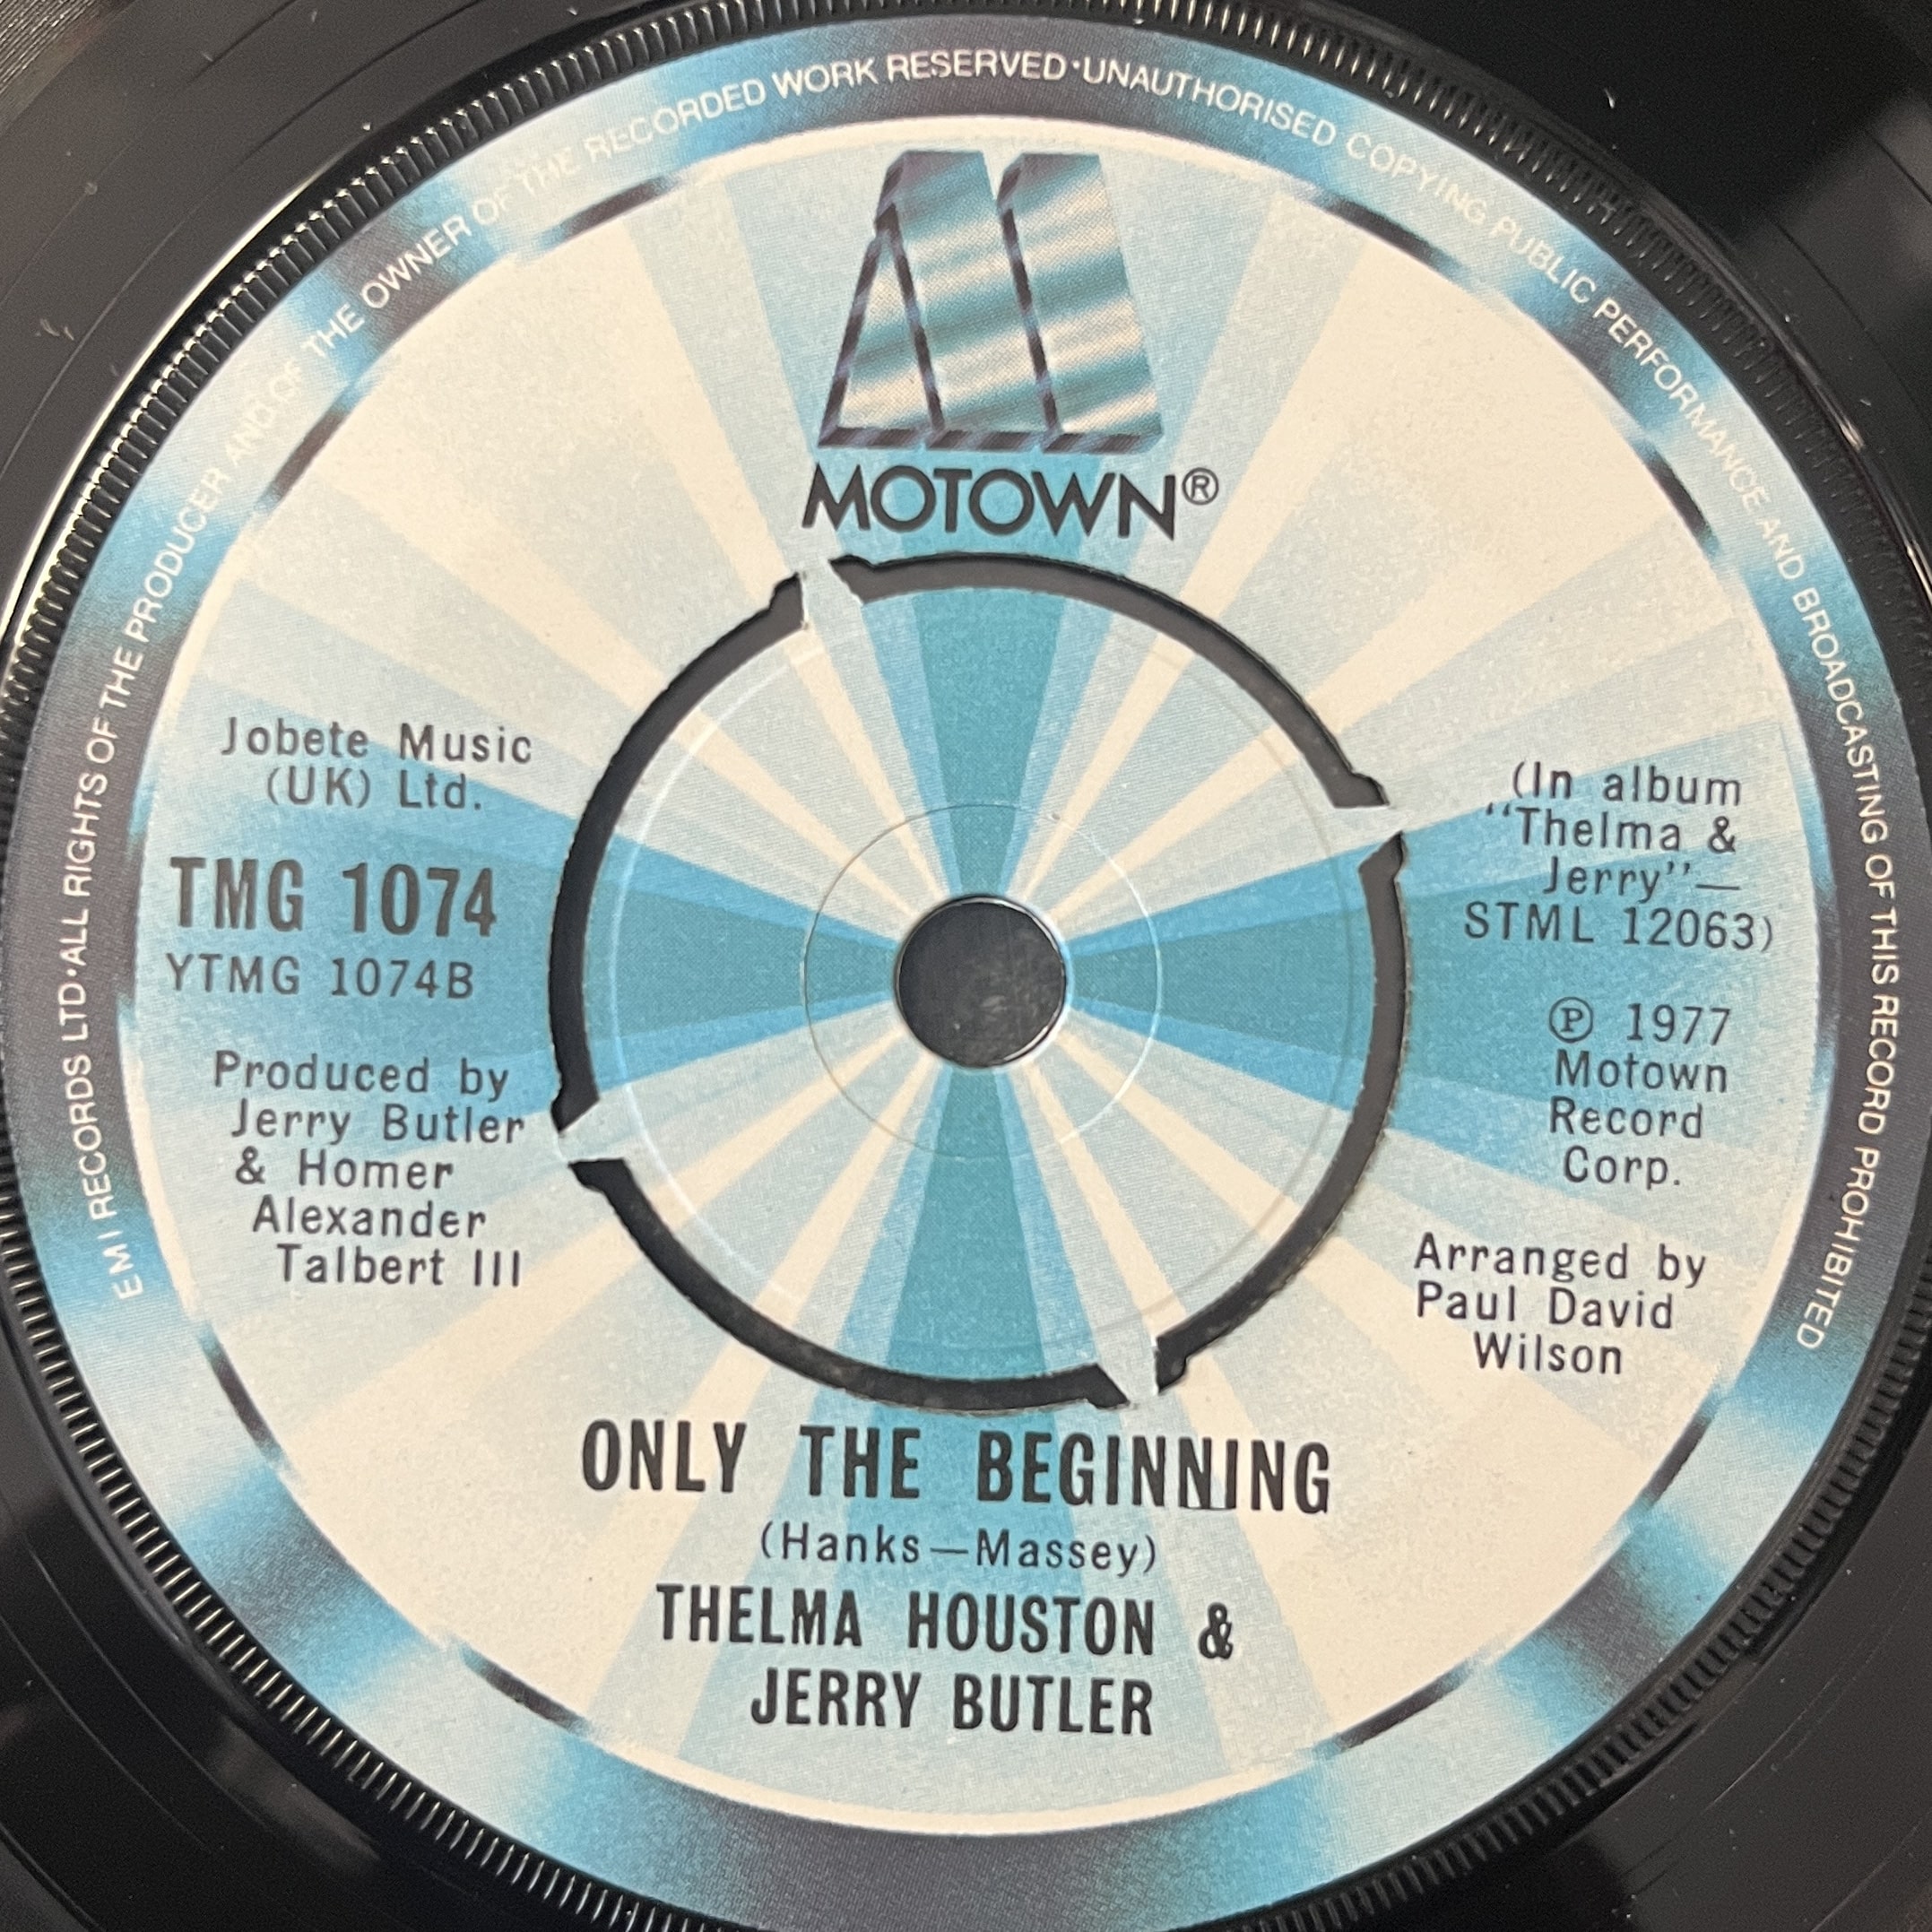 EMI RECORDS LTD·ALL RIGHTS OF THE PRODUCER AND OF THE OWNER OF THE RECORDED WORK RESERVED·UNAUTHORISED COPYING PUBLIC PERFORMANCE AND BROADCASTING OF THIS RECORD PROHIBITED
MOTOWN®
Jobete Music
(UK) Ltd.
TMG 1074
YTMG 1074B
Produced by
Jerry Butler
& Homer
Alexander
Talbert III
(In album
"Thelma &
Jerry"—
STML 12063)
℗ 1977
Motown
Record
Corp.
Arranged by
Paul David
Wilson
ONLY THE BEGINNING
(Hanks—Massey)
THELMA HOUSTON &
JERRY BUTLER